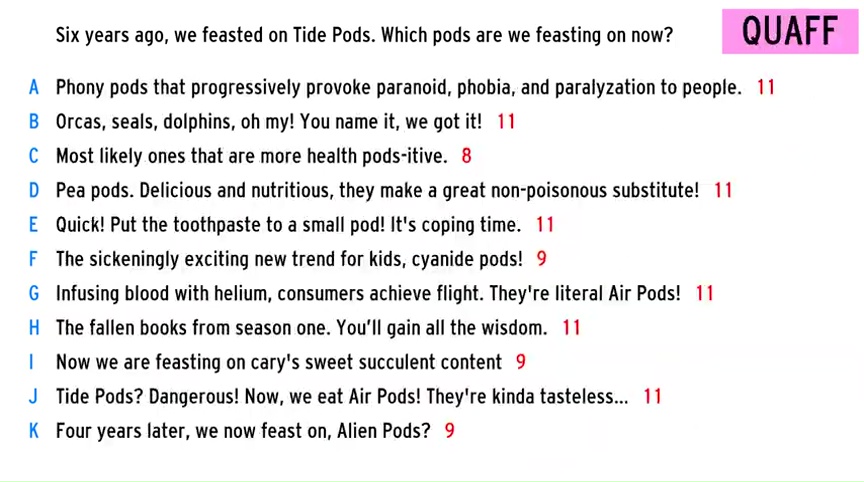 Six years ago, we feasted on Tide Pods. Which pods are we feasting on now?
QUAFF
A Phony pods that progressively provoke paranoid, phobia, and paralyzation to people. 11
B Orcas, seals, dolphins, oh my! You name it, we got it! 11
C Most likely ones that are more health pods-itive. 8
D Pea pods. Delicious and nutritious, they make a great non-poisonous substitute! 11
E Quick! Put the toothpaste to a small pod! It's coping time. 11
F The sickeningly exciting new trend for kids, cyanide pods! 9
G Infusing blood with helium, consumers achieve flight. They're literal Air Pods! 11
H The fallen books from season one. You’ll gain all the wisdom. 11
I Now we are feasting on cary's sweet succulent content 9
J Tide Pods? Dangerous! Now, we eat Air Pods! They're kinda tasteless... 11
K Four years later, we now feast on, Alien Pods? 9